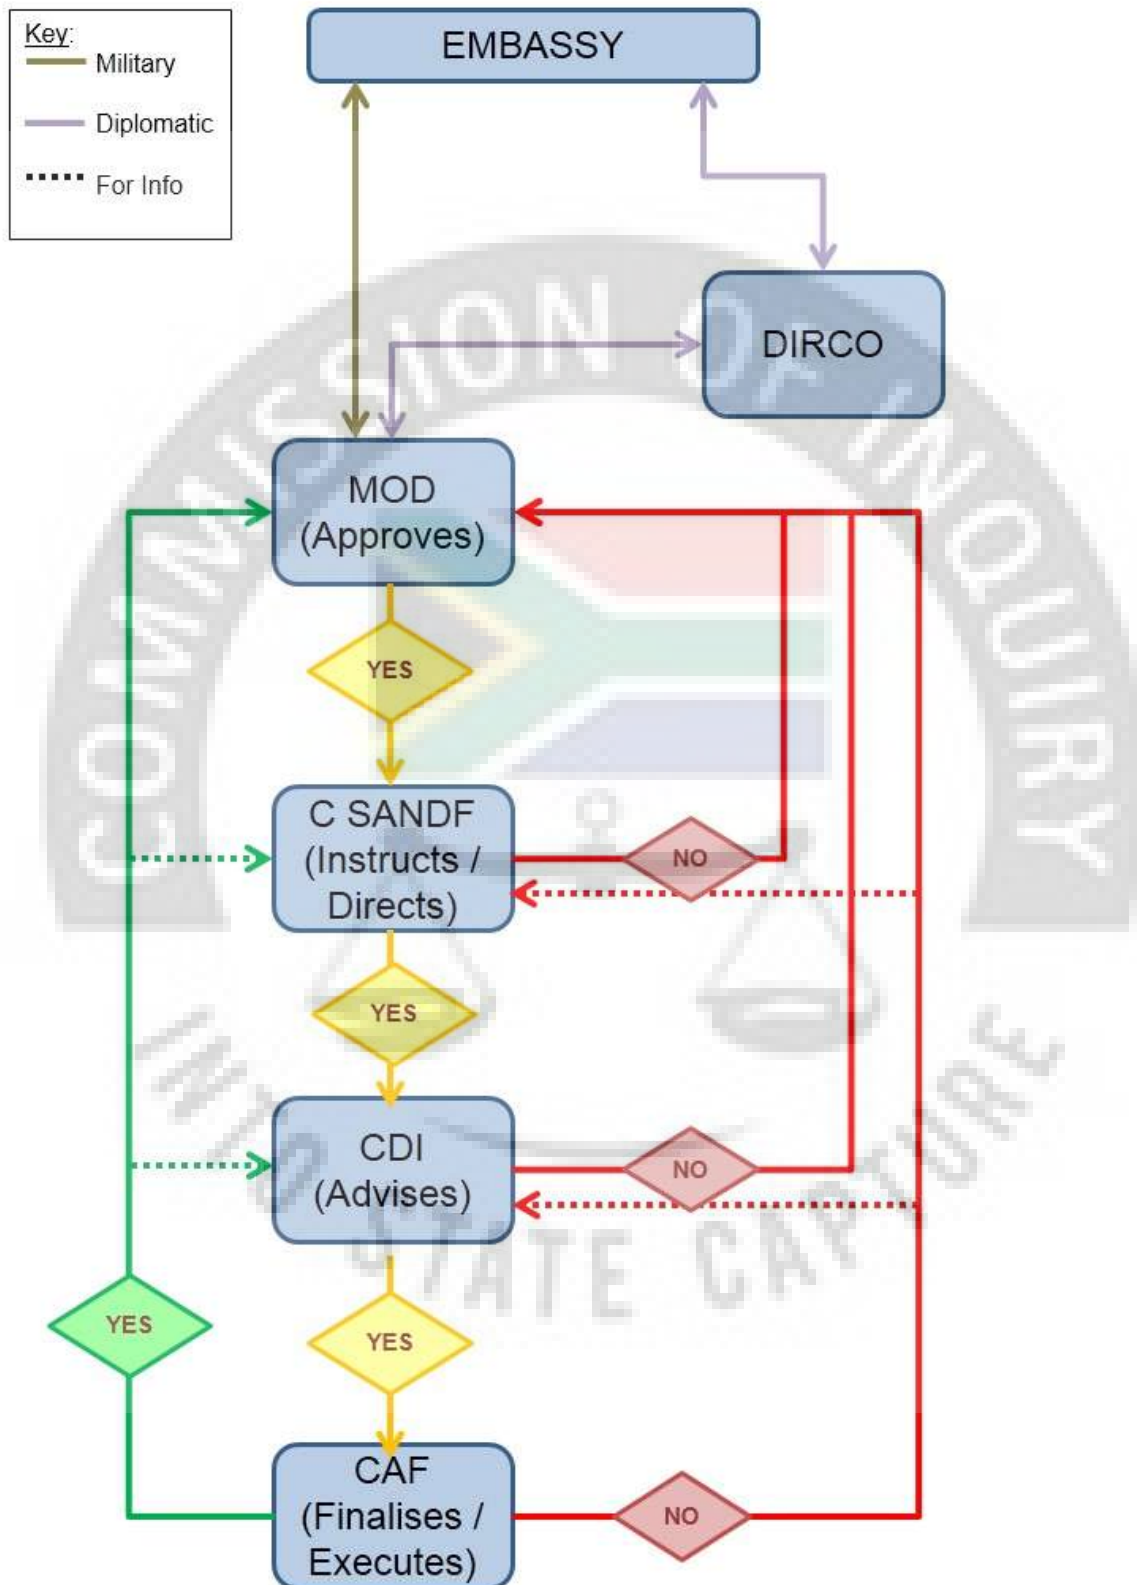 Key:
Military
Diplomatic
For Info
EMBASSY
DIRCO
MOD
(Approves)
YES
C SANDF
(Instructs /
Directs)
NO
YES
CDI
(Advises)
NO
YES
YES
CAF
(Finalises /
Executes)
NO
COMMISSION OF INQUIRY
INTO STATE CAPTURE